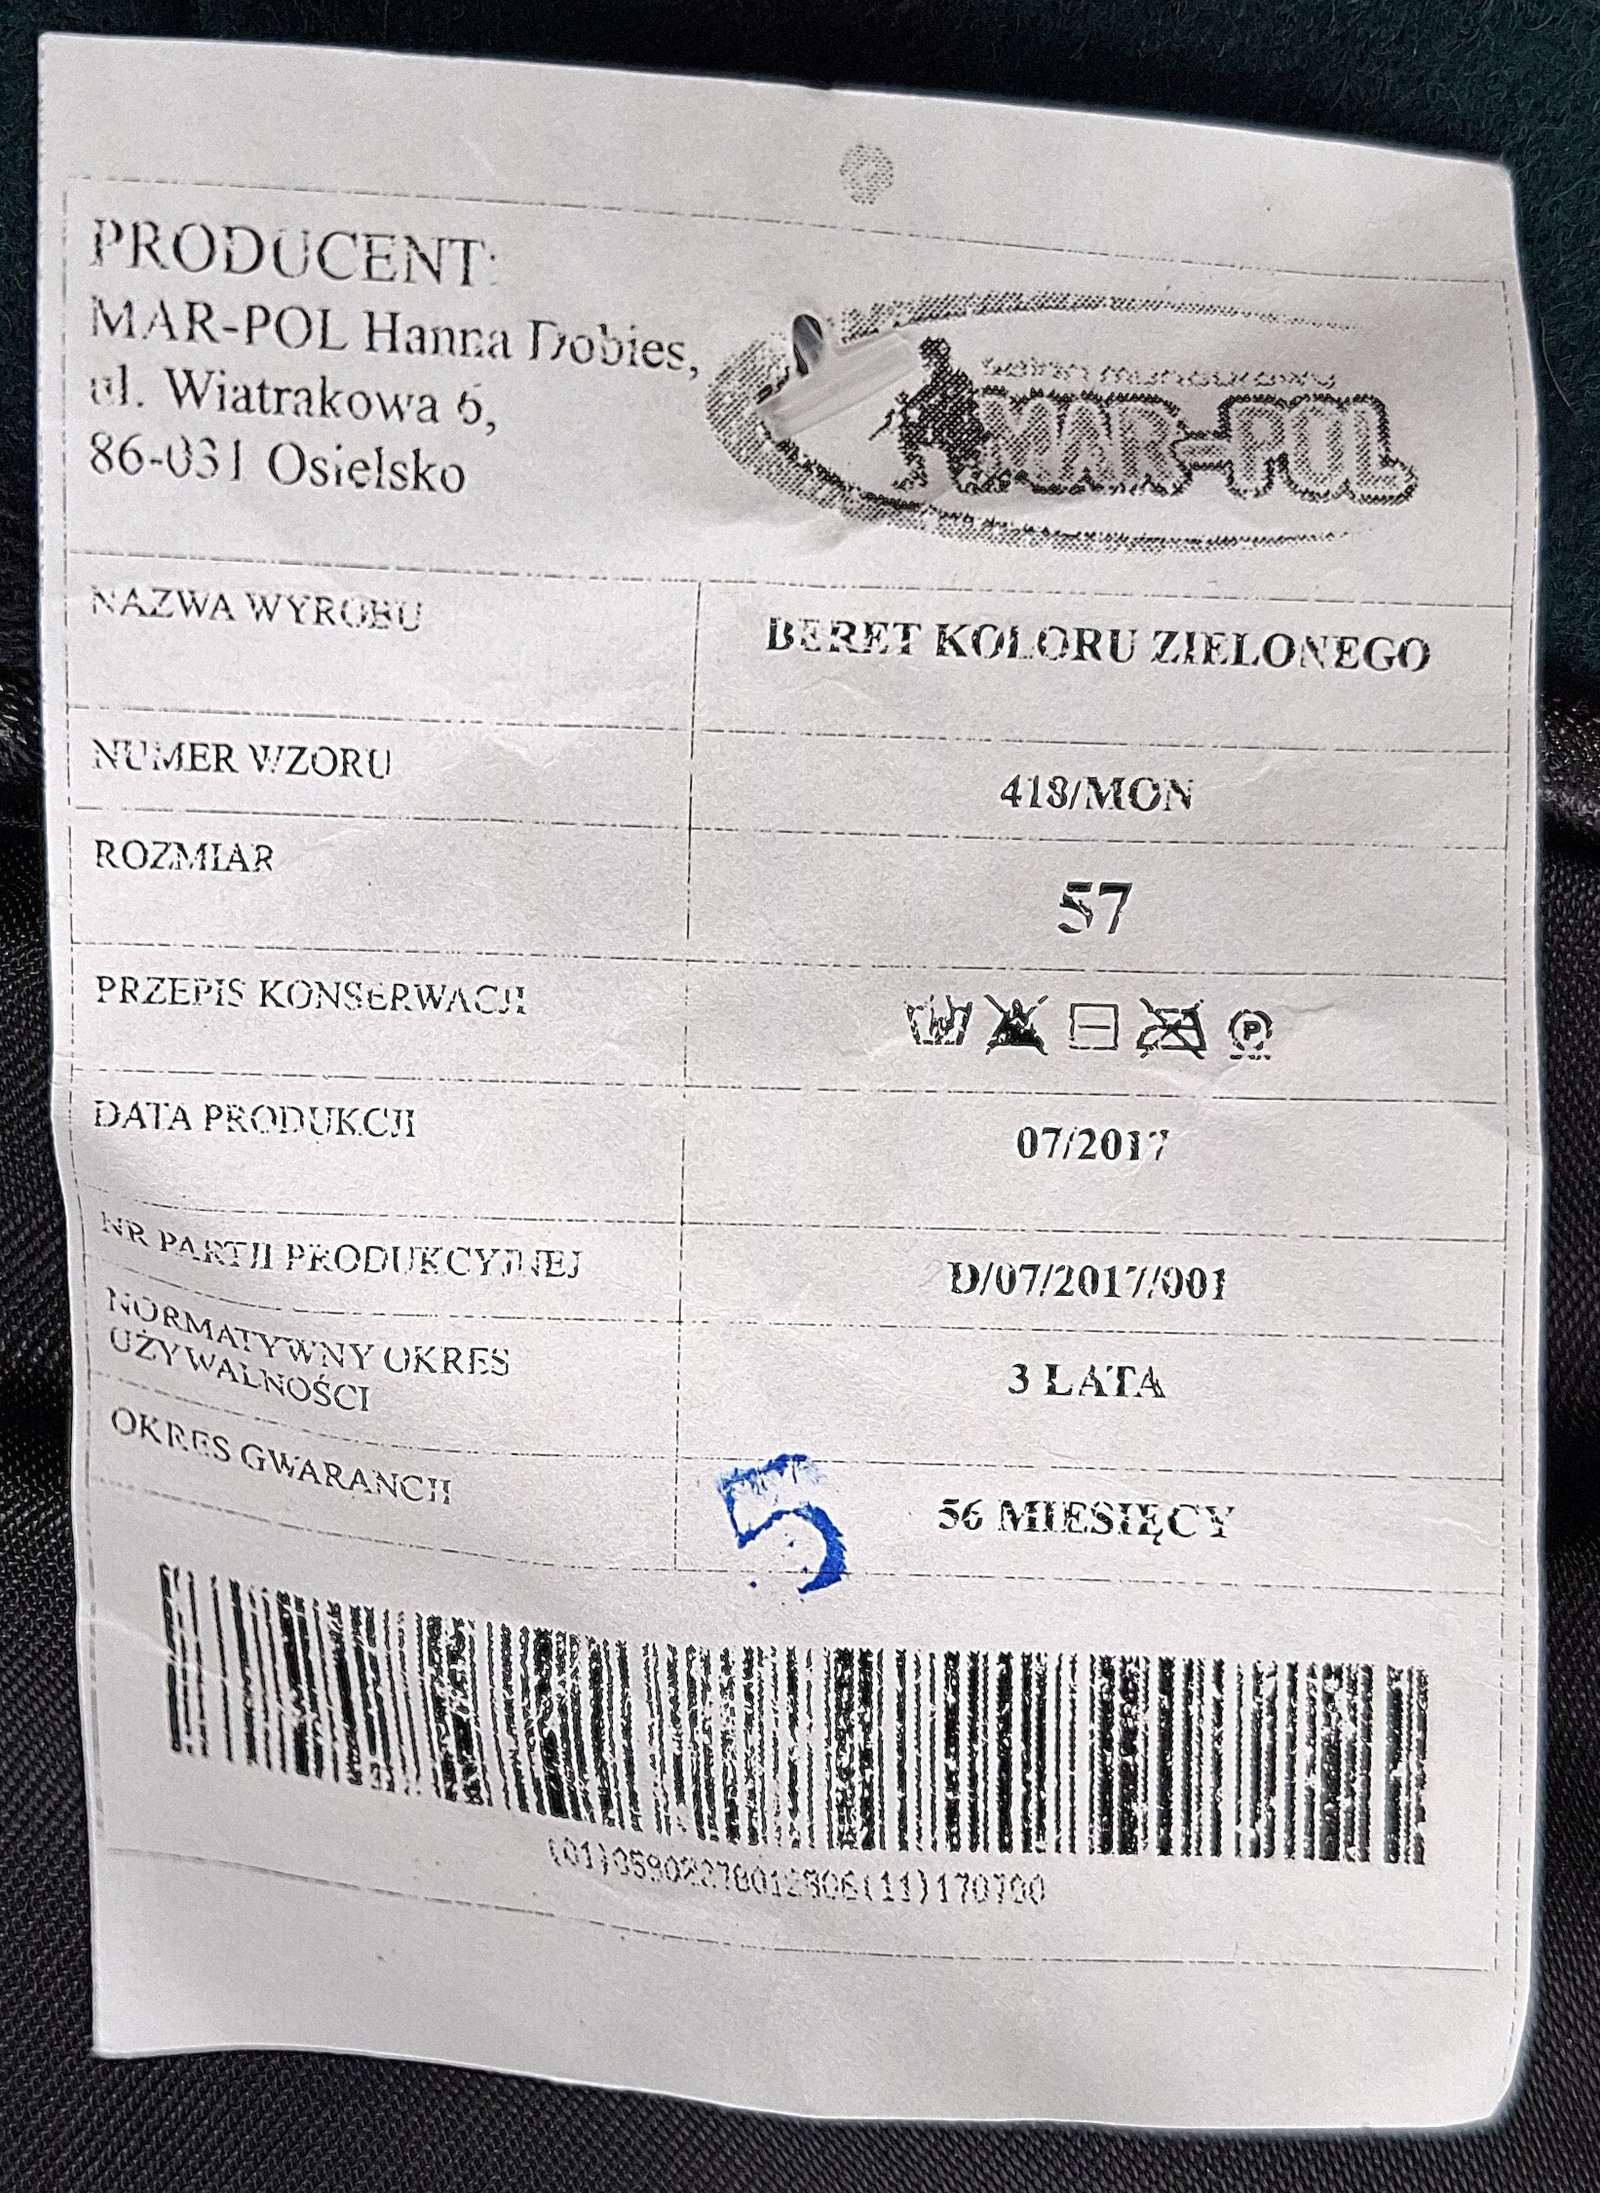 PRODUCENT:
MAR-POL Hanna Dobies,
ul. Wiatrakowa 6,
86-031 Osielsko
salon mundurowy
MAR-POL
NAZWA WYROBU
BERET KOLORU ZIELONEGO
NUMER WZORU
418/MON
ROZMIAR
57
PRZEPIS KONSERWACJI
P
DATA PRODUKCJI
07/2017
NR PARTII PRODUKCYJNEJ
D/07/2017/001
NORMATYWNY OKRES
UŻYWALNOŚCI
3 LATA
OKRES GWARANCJI
56 MIESIĘCY
5